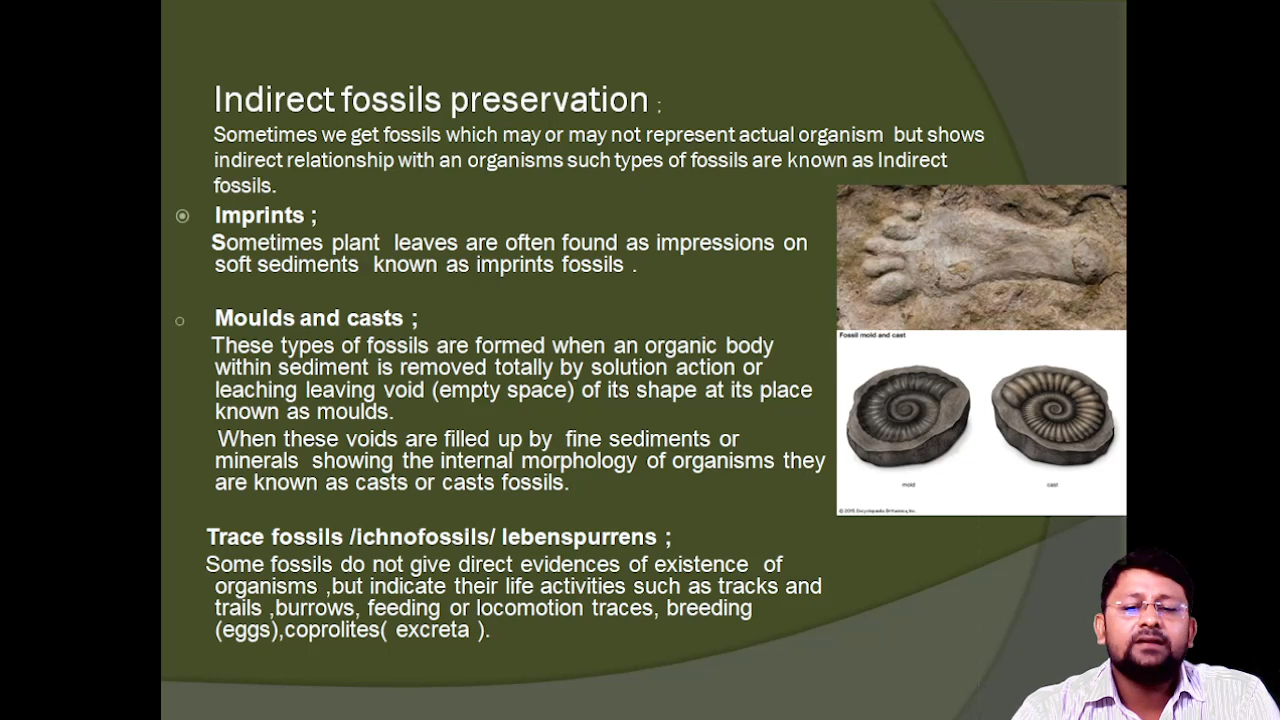 Indirect fossils preservation ;
Sometimes we get fossils which may or may not represent actual organism but shows
indirect relationship with an organisms such types of fossils are known as Indirect
fossils.
Imprints ;
Sometimes plant leaves are often found as impressions on
soft sediments known as imprints fossils .
Moulds and casts ;
These types of fossils are formed when an organic body
within sediment is removed totally by solution action or
leaching leaving void (empty space) of its shape at its place
known as moulds.
When these voids are filled up by fine sediments or
minerals showing the internal morphology of organisms they
are known as casts or casts fossils.
Trace fossils /ichnofossils/ lebenspurrens ;
Some fossils do not give direct evidences of existence of
organisms ,but indicate their life activities such as tracks and
trails ,burrows, feeding or locomotion traces, breeding
(eggs),coprolites( excreta ).
Fossil mold and cast
mold cast
© 2015 Encyclopædia Britannica, Inc.